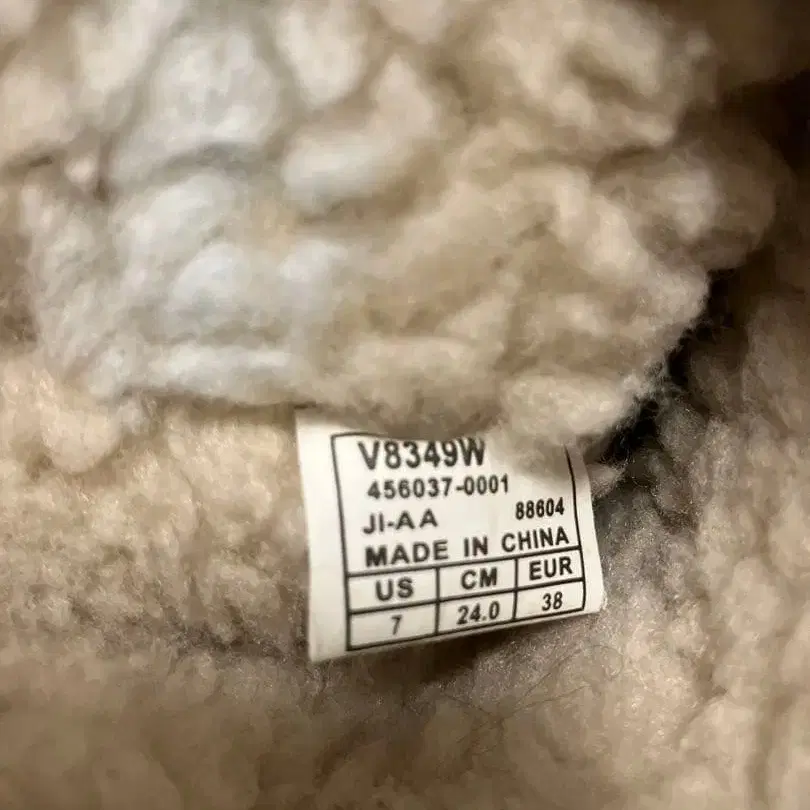 V8349W
456037-0001
JI-AA 88604
MADE IN CHINA
US CM EUR
7 24.0 38